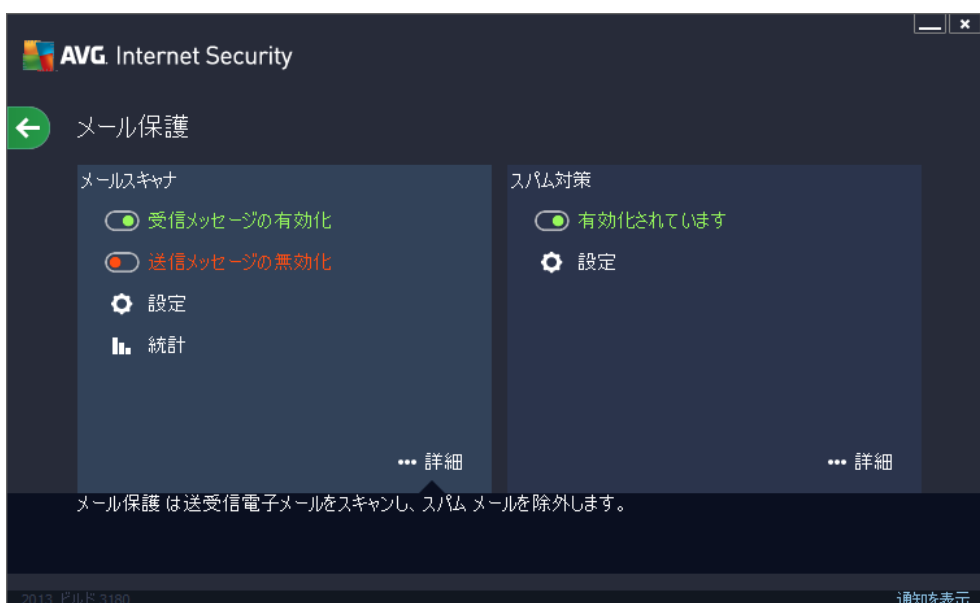 AVG. Internet Security
メール保護
メールスキャナ
受信メッセージの有効化
送信メッセージの無効化
設定
統計
••• 詳細
スパム対策
有効化されています
設定
••• 詳細
メール保護 は送受信電子メールをスキャンし、スパム メールを除外します。
2013 ビルド 3180
通知を表示